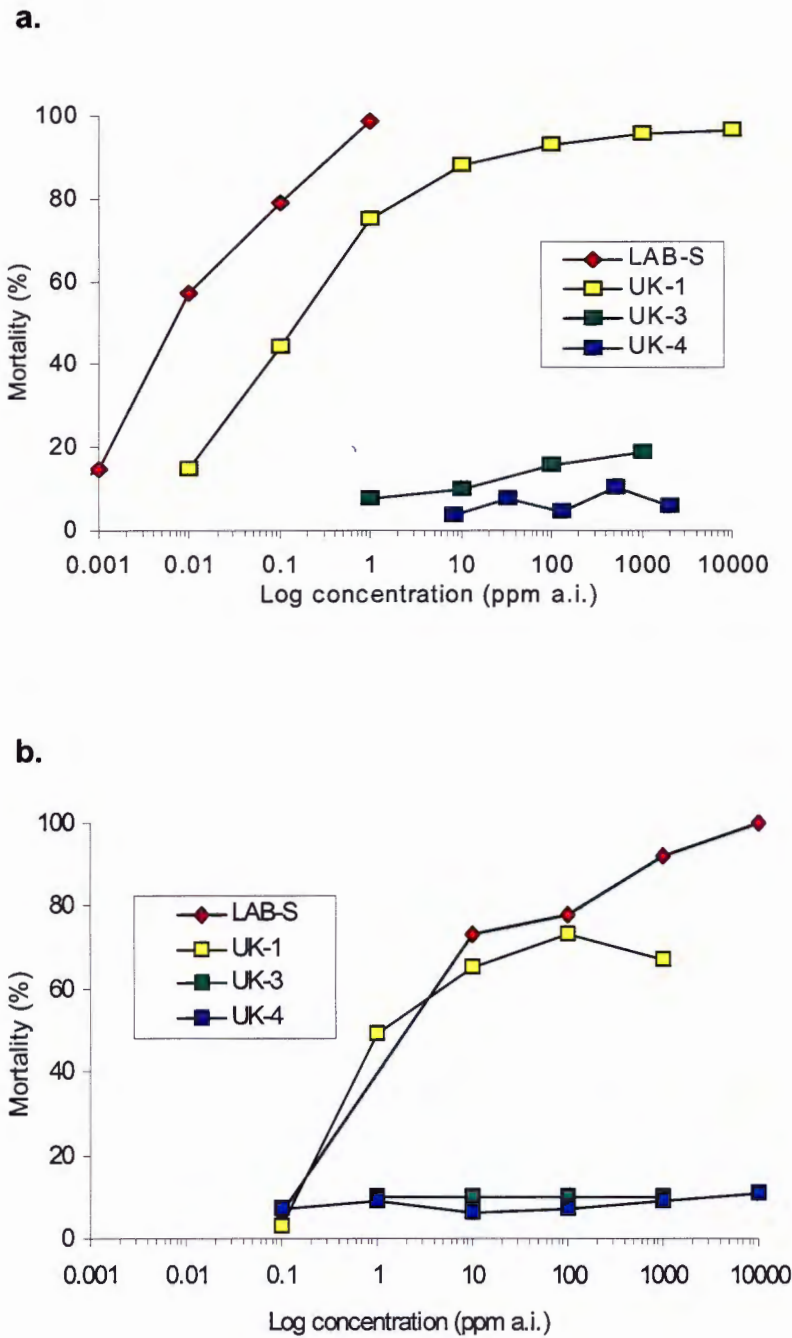 a.
100
80
60
40
20
0
Mortality (%)
LAB-S
UK-1
UK-3
UK-4
0.001 0.01 0.1 1 10 100 1000 10000
Log concentration (ppm a.i.)
b.
100
80
60
40
20
0
Mortality (%)
LAB-S
UK-1
UK-3
UK-4
0.001 0.01 0.1 1 10 100 1000 10000
Log concentration (ppm a.i.)